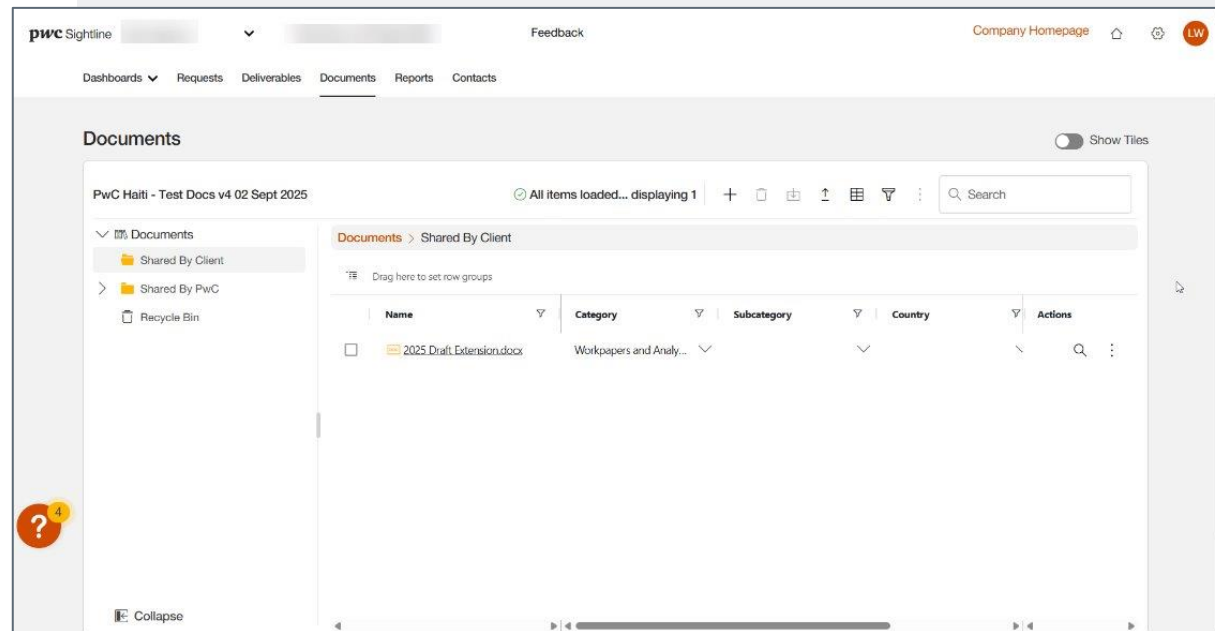 pwc Sightline
Feedback
Company Homepage
LW
Dashboards Requests Deliverables Documents Reports Contacts
Documents
Show Tiles
PwC Haiti - Test Docs v4 02 Sept 2025
All items loaded... displaying 1
Search
Documents
Shared By Client
Shared By PwC
Recycle Bin
Documents > Shared By Client
Drag here to set row groups
Name Category Subcategory Country Actions
2025 Draft Extension.docx Workpapers and Analy...
?
4
Collapse